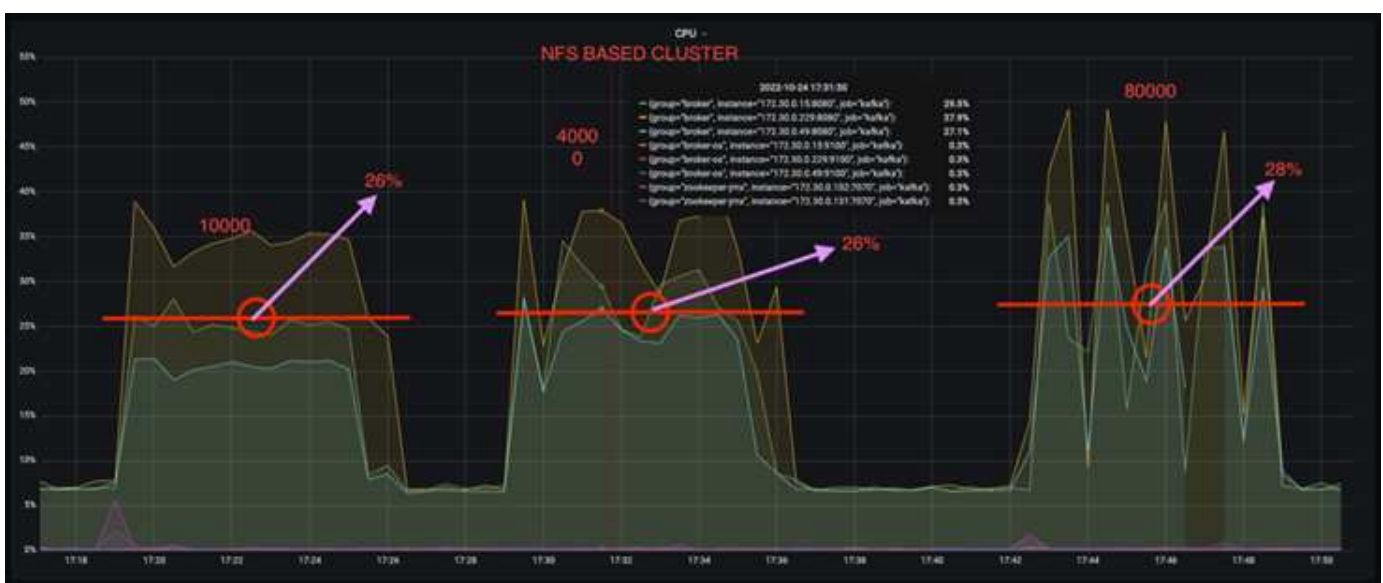 CPU
NFS BASED CLUSTER
55%
50%
45%
40%
35%
30%
25%
20%
15%
10%
5%
0%
2022-10-24 17:31:30
{group="broker", instance="172.30.0.15:8080", job="kafka"}: 29.5%
{group="broker", instance="172.30.0.229:8080", job="kafka"}: 37.9%
{group="broker", instance="172.30.0.49:8080", job="kafka"}: 27.1%
{group="broker-os", instance="172.30.0.15:9100", job="kafka"}: 0.3%
{group="broker-os", instance="172.30.0.229:9100", job="kafka"}: 0.3%
{group="broker-os", instance="172.30.0.49:9100", job="kafka"}: 0.3%
{group="zookeeper-jmx", job="kafka"}: 0.3%
{group="zookeeper-jmx", instance="172.30.0.131:7070", job="kafka"}: 0.3%
10000
26%
4000
0
26%
80000
28%
17:18 17:20 17:22 17:24 17:26 17:28 17:30 17:32 17:34 17:36 17:38 17:40 17:42 17:44 17:46 17:48 17:50